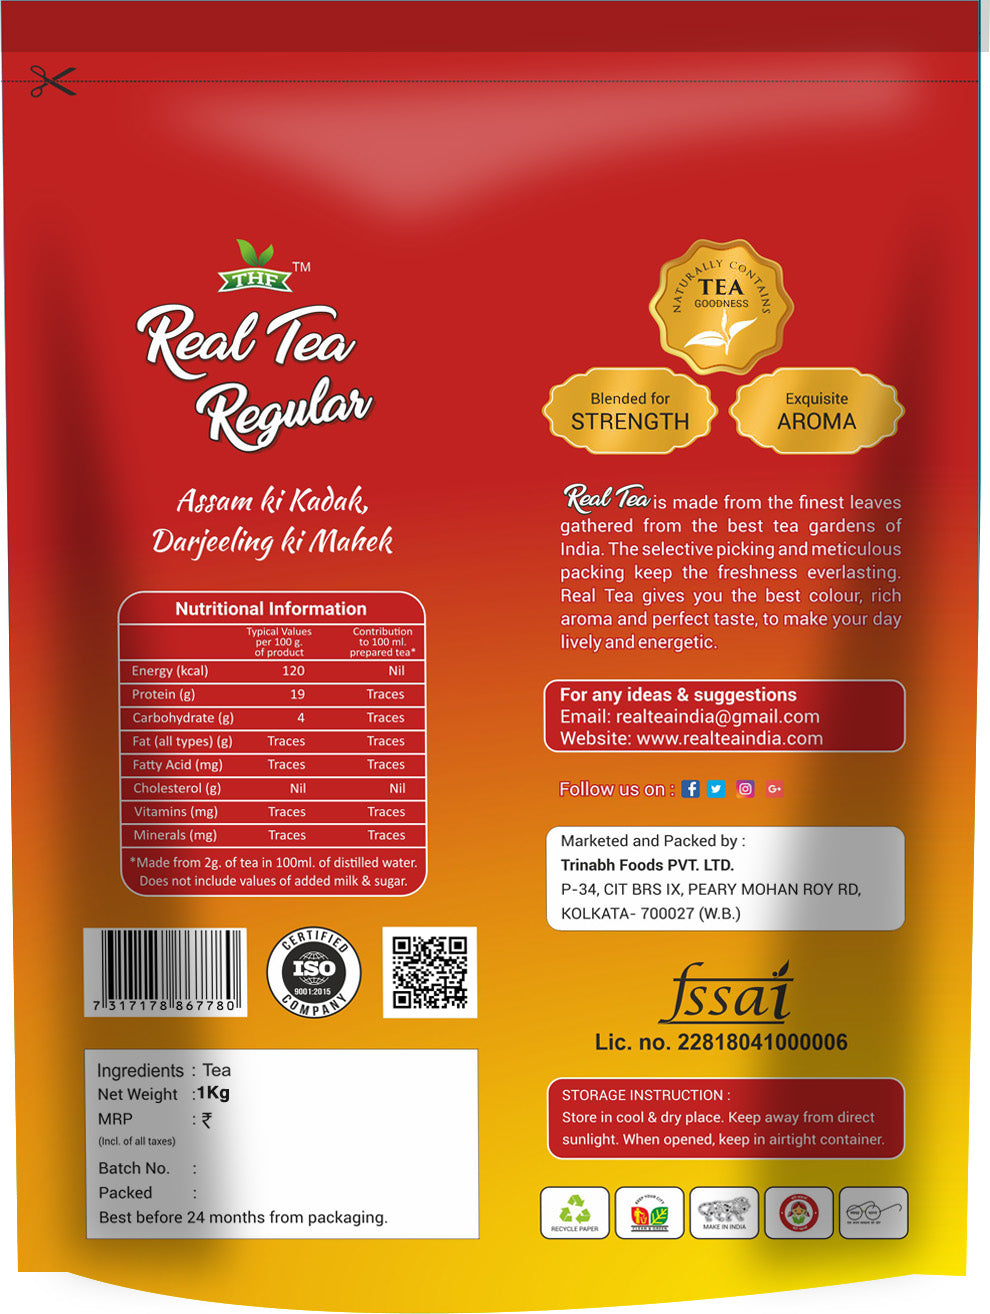 THF TM
Real Tea
Regular
Assam ki Kadak,
Darjeeling ki Mahek
Nutritional Information
Typical Values per 100 g. of product
Contribution to 100 ml. prepared tea*
Energy (kcal) 120 Nil
Protein (g) 19 Traces
Carbohydrate (g) 4 Traces
Fat (all types) (g) Traces Traces
Fatty Acid (mg) Traces Traces
Cholesterol (g) Nil Nil
Vitamins (mg) Traces Traces
Minerals (mg) Traces Traces
*Made from 2g. of tea in 100ml. of distilled water.
Does not include values of added milk & sugar.
7 317178 867780
CERTIFIED
ISO
9001:2015
COMPANY
Ingredients : Tea
Net Weight :1Kg
MRP : ₹
(Incl. of all taxes)
Batch No. :
Packed :
Best before 24 months from packaging.
NATURALLY CONTAINS
TEA
GOODNESS
Blended for
STRENGTH
Exquisite
AROMA
Real Tea is made from the finest leaves
gathered from the best tea gardens of
India. The selective picking and meticulous
packing keep the freshness everlasting.
Real Tea gives you the best colour, rich
aroma and perfect taste, to make your day
lively and energetic.
For any ideas & suggestions
Email: realteaindia@gmail.com
Website: www.realteaindia.com
Follow us on : f G+
Marketed and Packed by :
Trinabh Foods PVT. LTD.
P-34, CIT BRS IX, PEARY MOHAN ROY RD,
KOLKATA- 700027 (W.B.)
fssai
Lic. no. 22818041000006
STORAGE INSTRUCTION :
Store in cool & dry place. Keep away from direct
sunlight. When opened, keep in airtight container.
RECYCLE PAPER
KEEP YOUR CITY
CLEAN & GREEN
MAKE IN INDIA